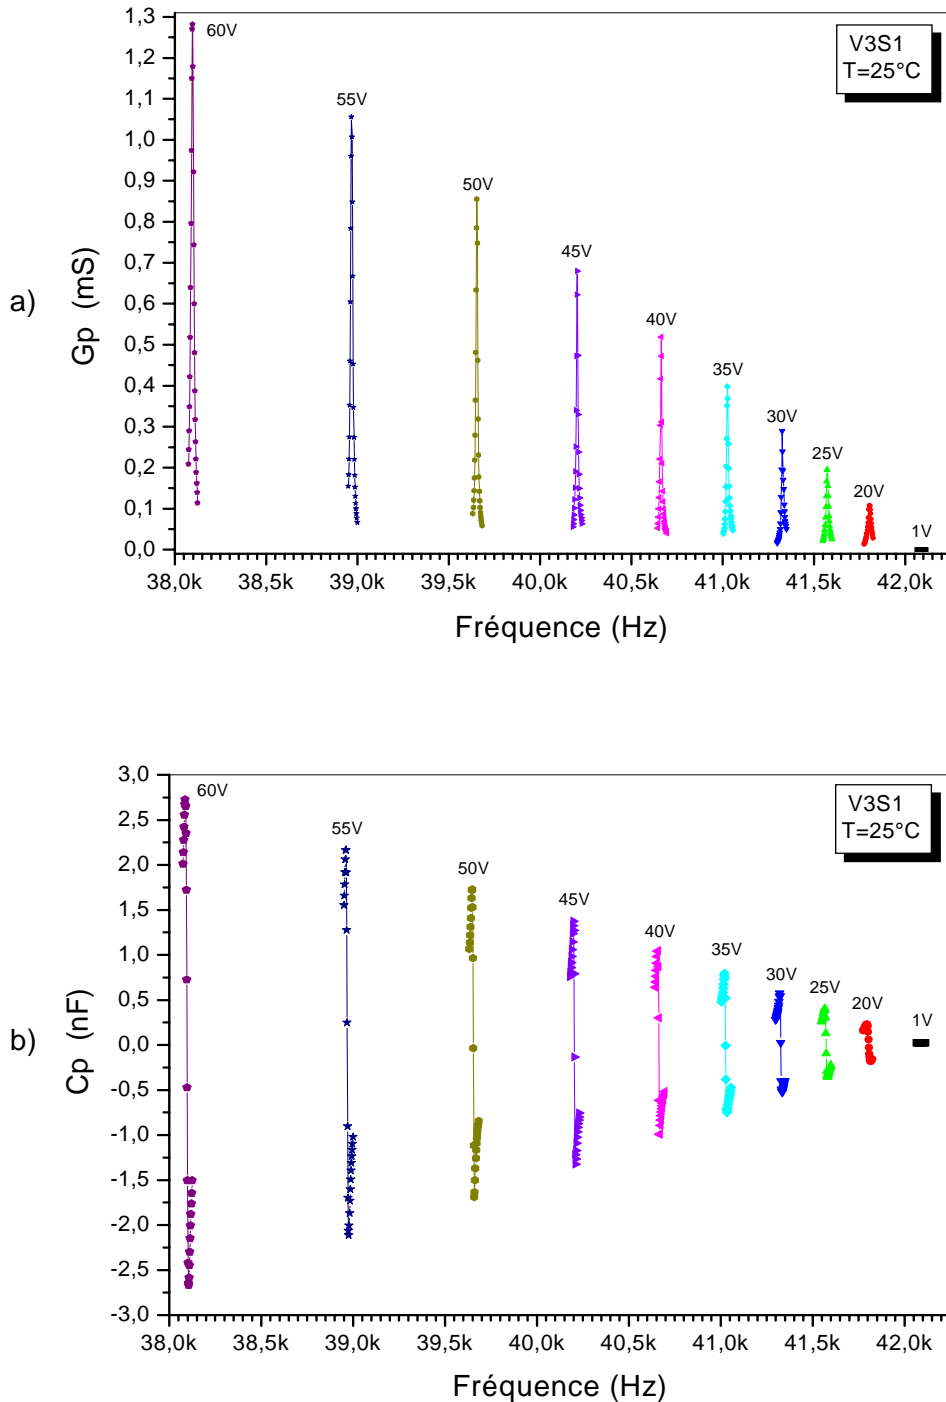 a)
Gp (mS)
1,3
1,2
1,1
1,0
0,9
0,8
0,7
0,6
0,5
0,4
0,3
0,2
0,1
0,0
60V
55V
50V
45V
40V
35V
30V
25V
20V
1V
V3S1
T=25°C
38,0k 38,5k 39,0k 39,5k 40,0k 40,5k 41,0k 41,5k 42,0k
Fréquence (Hz)
b)
Cp (nF)
3,0
2,5
2,0
1,5
1,0
0,5
0,0
-0,5
-1,0
-1,5
-2,0
-2,5
-3,0
60V
55V
50V
45V
40V
35V
30V
25V
20V
1V
V3S1
T=25°C
38,0k 38,5k 39,0k 39,5k 40,0k 40,5k 41,0k 41,5k 42,0k
Fréquence (Hz)